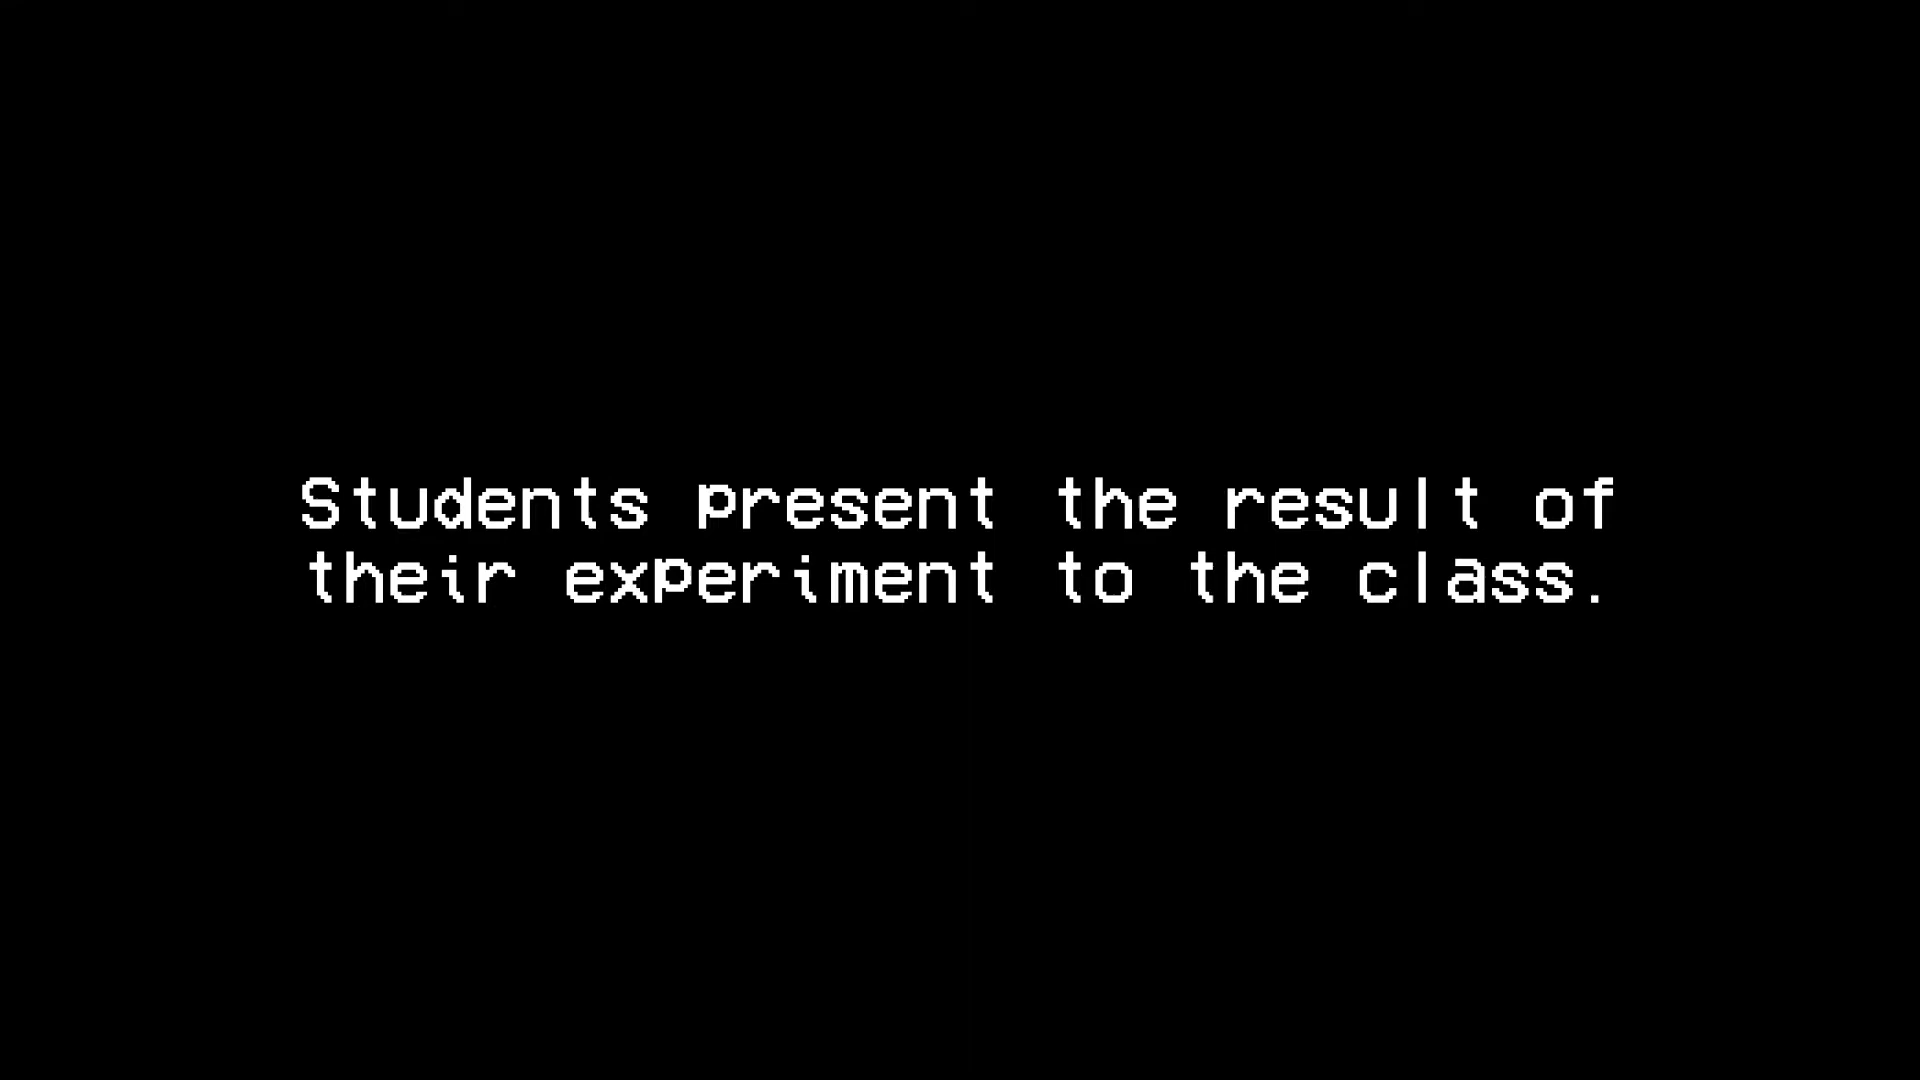 Students present the result of
their experiment to the class.